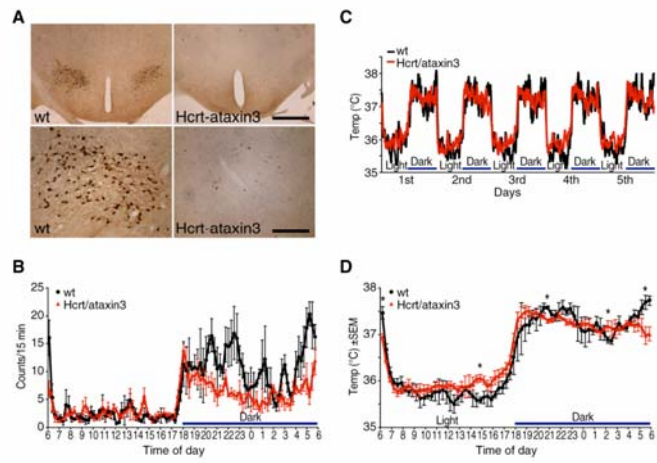 A
wt
Hcrt-ataxin3
wt
Hcrt-ataxin3
B
wt
Hcrt/ataxin3
Counts/15 min
25
20
15
10
5
0
Dark
6 7 8 9 10 11 12 13 14 15 16 17 18 19 20 21 22 23 0 1 2 3 4 5 6
Time of day
C
wt
Hcrt/ataxin3
Temp (°C)
38
37
36
35
Light Dark Light Dark Light Dark Light Dark Light Dark
1st 2nd 3rd 4th 5th
Days
D
wt
Hcrt/ataxin3
Temp (°C) ±SEM
38
37
36
35
* * * * *
Light Dark
6 7 8 9 10 11 12 13 14 15 16 17 18 19 20 21 22 23 0 1 2 3 4 5 6
Time of day